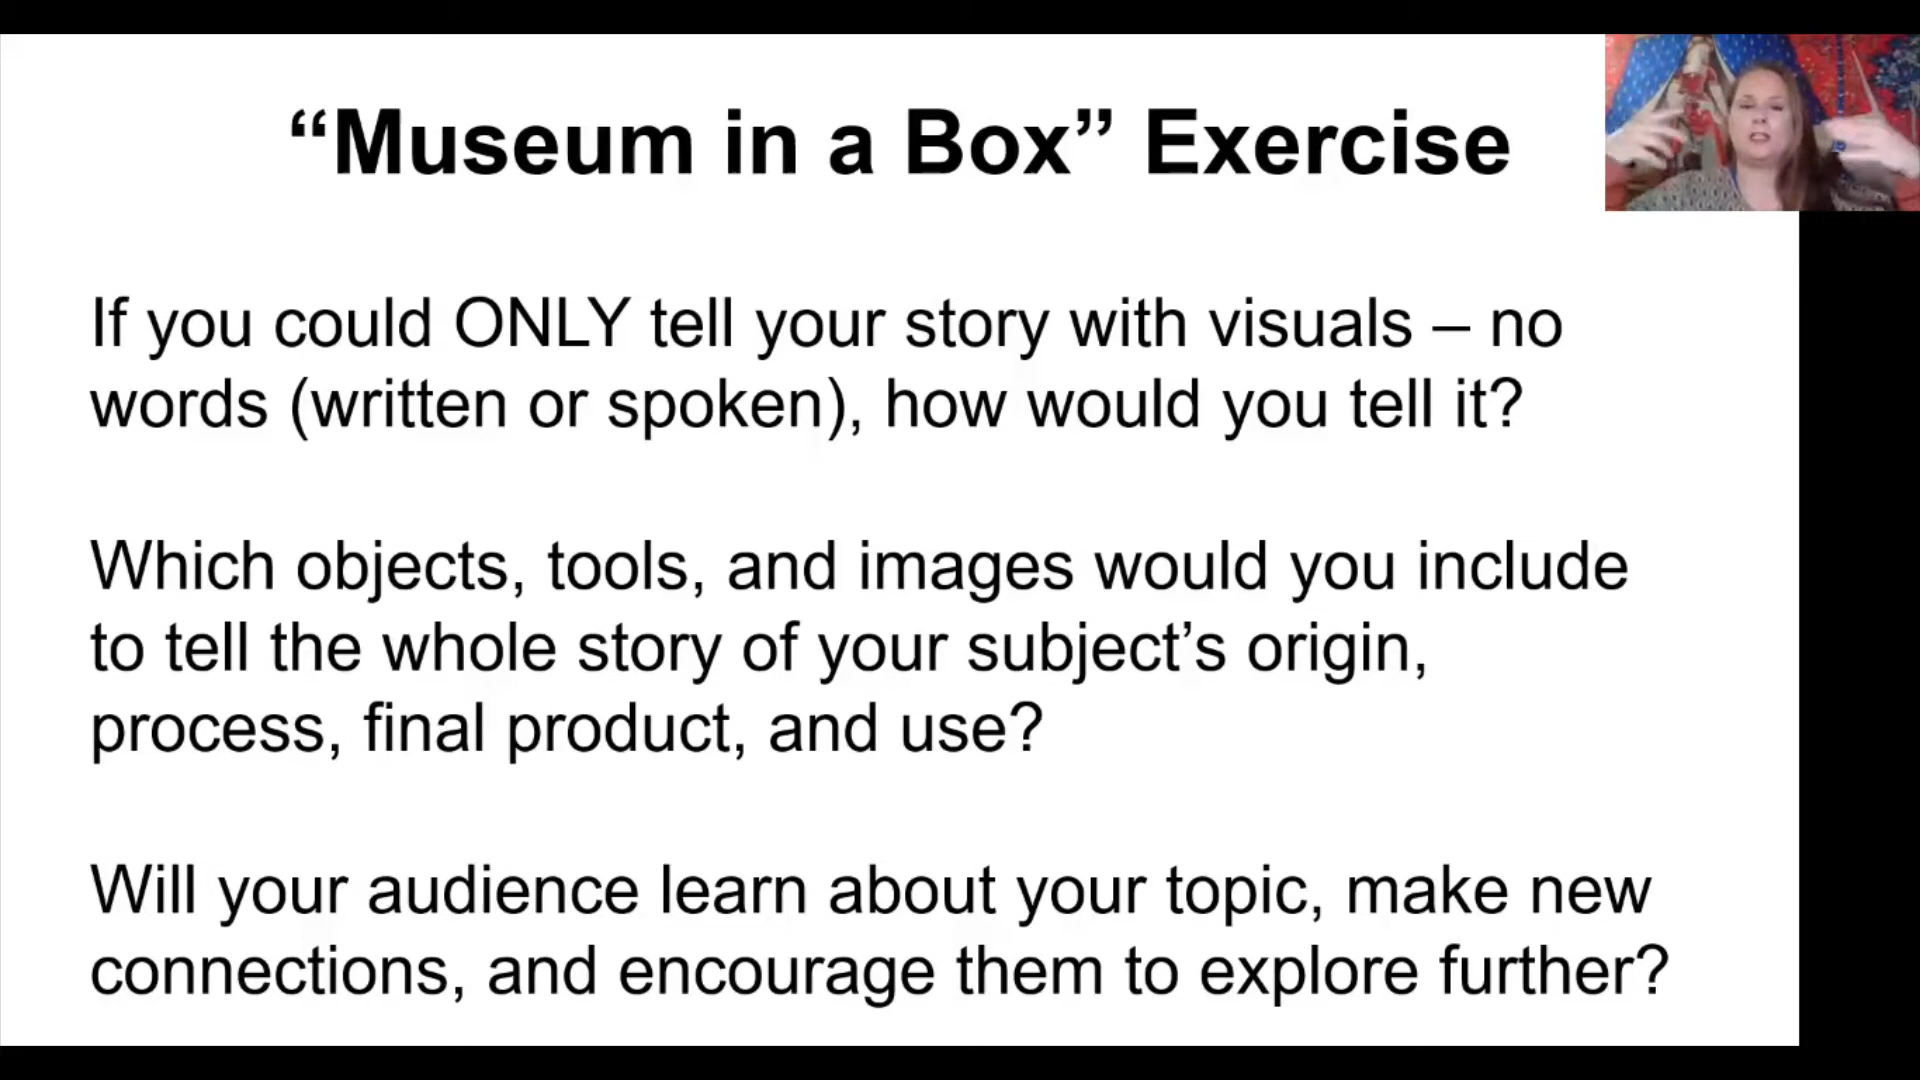 “Museum in a Box” Exercise
If you could ONLY tell your story with visuals – no
words (written or spoken), how would you tell it?
Which objects, tools, and images would you include
to tell the whole story of your subject’s origin,
process, final product, and use?
Will your audience learn about your topic, make new
connections, and encourage them to explore further?